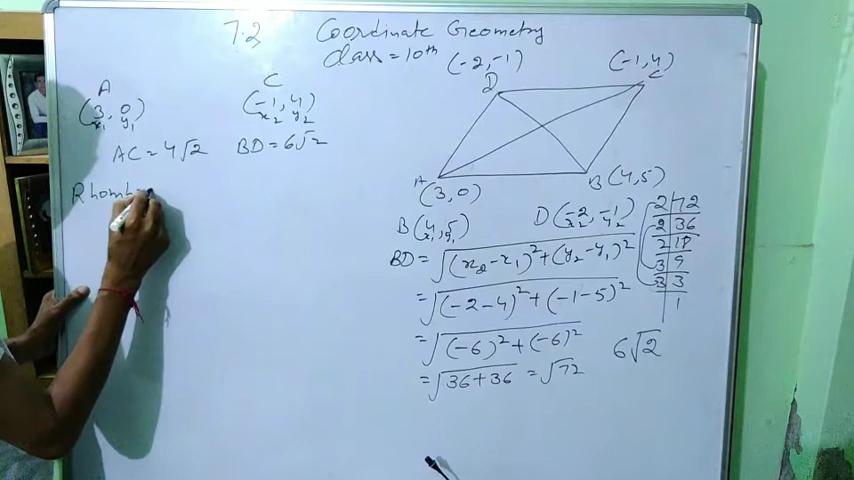 7.2 Coordinate Geometry
Class = 10th
A
(3, 0)
x₁ y₁
C
(-1, 4)
x₂ y₂
AC = 4√2 BD = 6√2
Rhomb
(-2, -1)
D
(-1, 4)
C
A
(3, 0)
B (4, 5)
B (4, 5)
x₁ y₁
D (-2, -1)
x₂ y₂
BD = √(x₂ - x₁)² + (y₂ - y₁)²
= √(-2 - 4)² + (-1 - 5)²
= √(-6)² + (-6)²
= √36 + 36 = √72
2 | 72
2 | 36
2 | 18
3 | 9
3 | 3
| 1
6√2